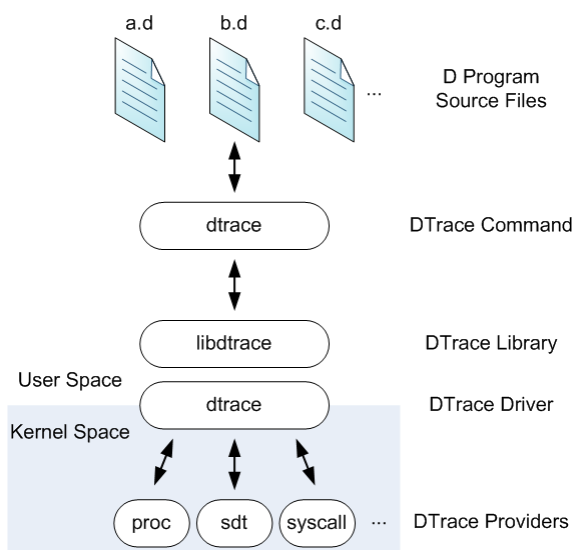 a.d b.d c.d
... D Program
Source Files
dtrace DTrace Command
libdtrace DTrace Library
User Space
dtrace DTrace Driver
Kernel Space
proc sdt syscall ... DTrace Providers